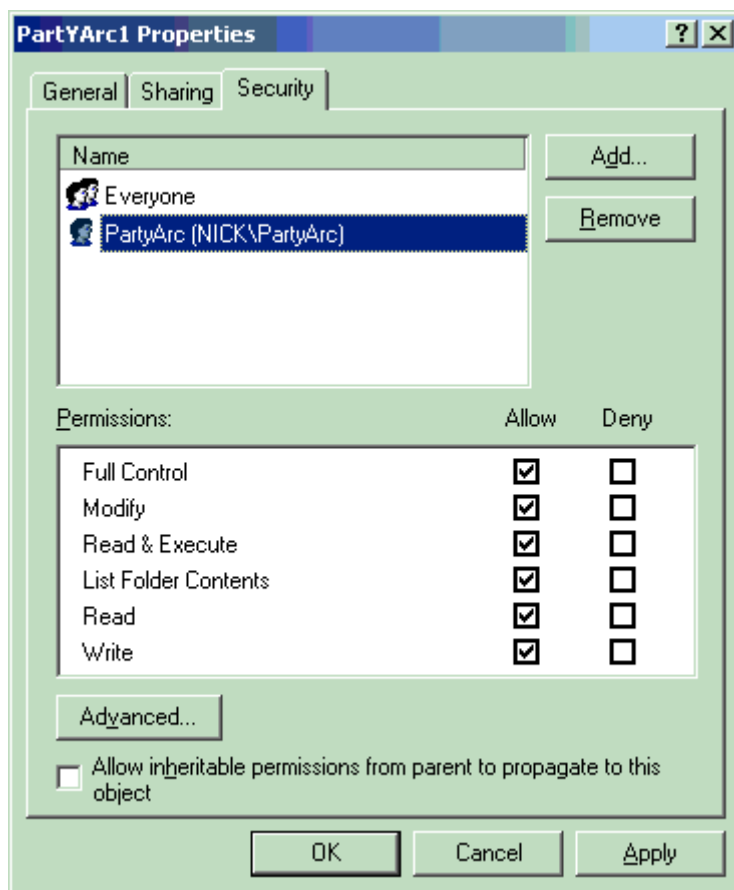 PartYArc1 Properties
General Sharing Security
Name
Everyone
PartyArc (NICK\PartyArc)
Add...
Remove
Permissions: Allow Deny
Full Control
Modify
Read & Execute
List Folder Contents
Read
Write
Advanced...
Allow inheritable permissions from parent to propagate to this
object
OK Cancel Apply